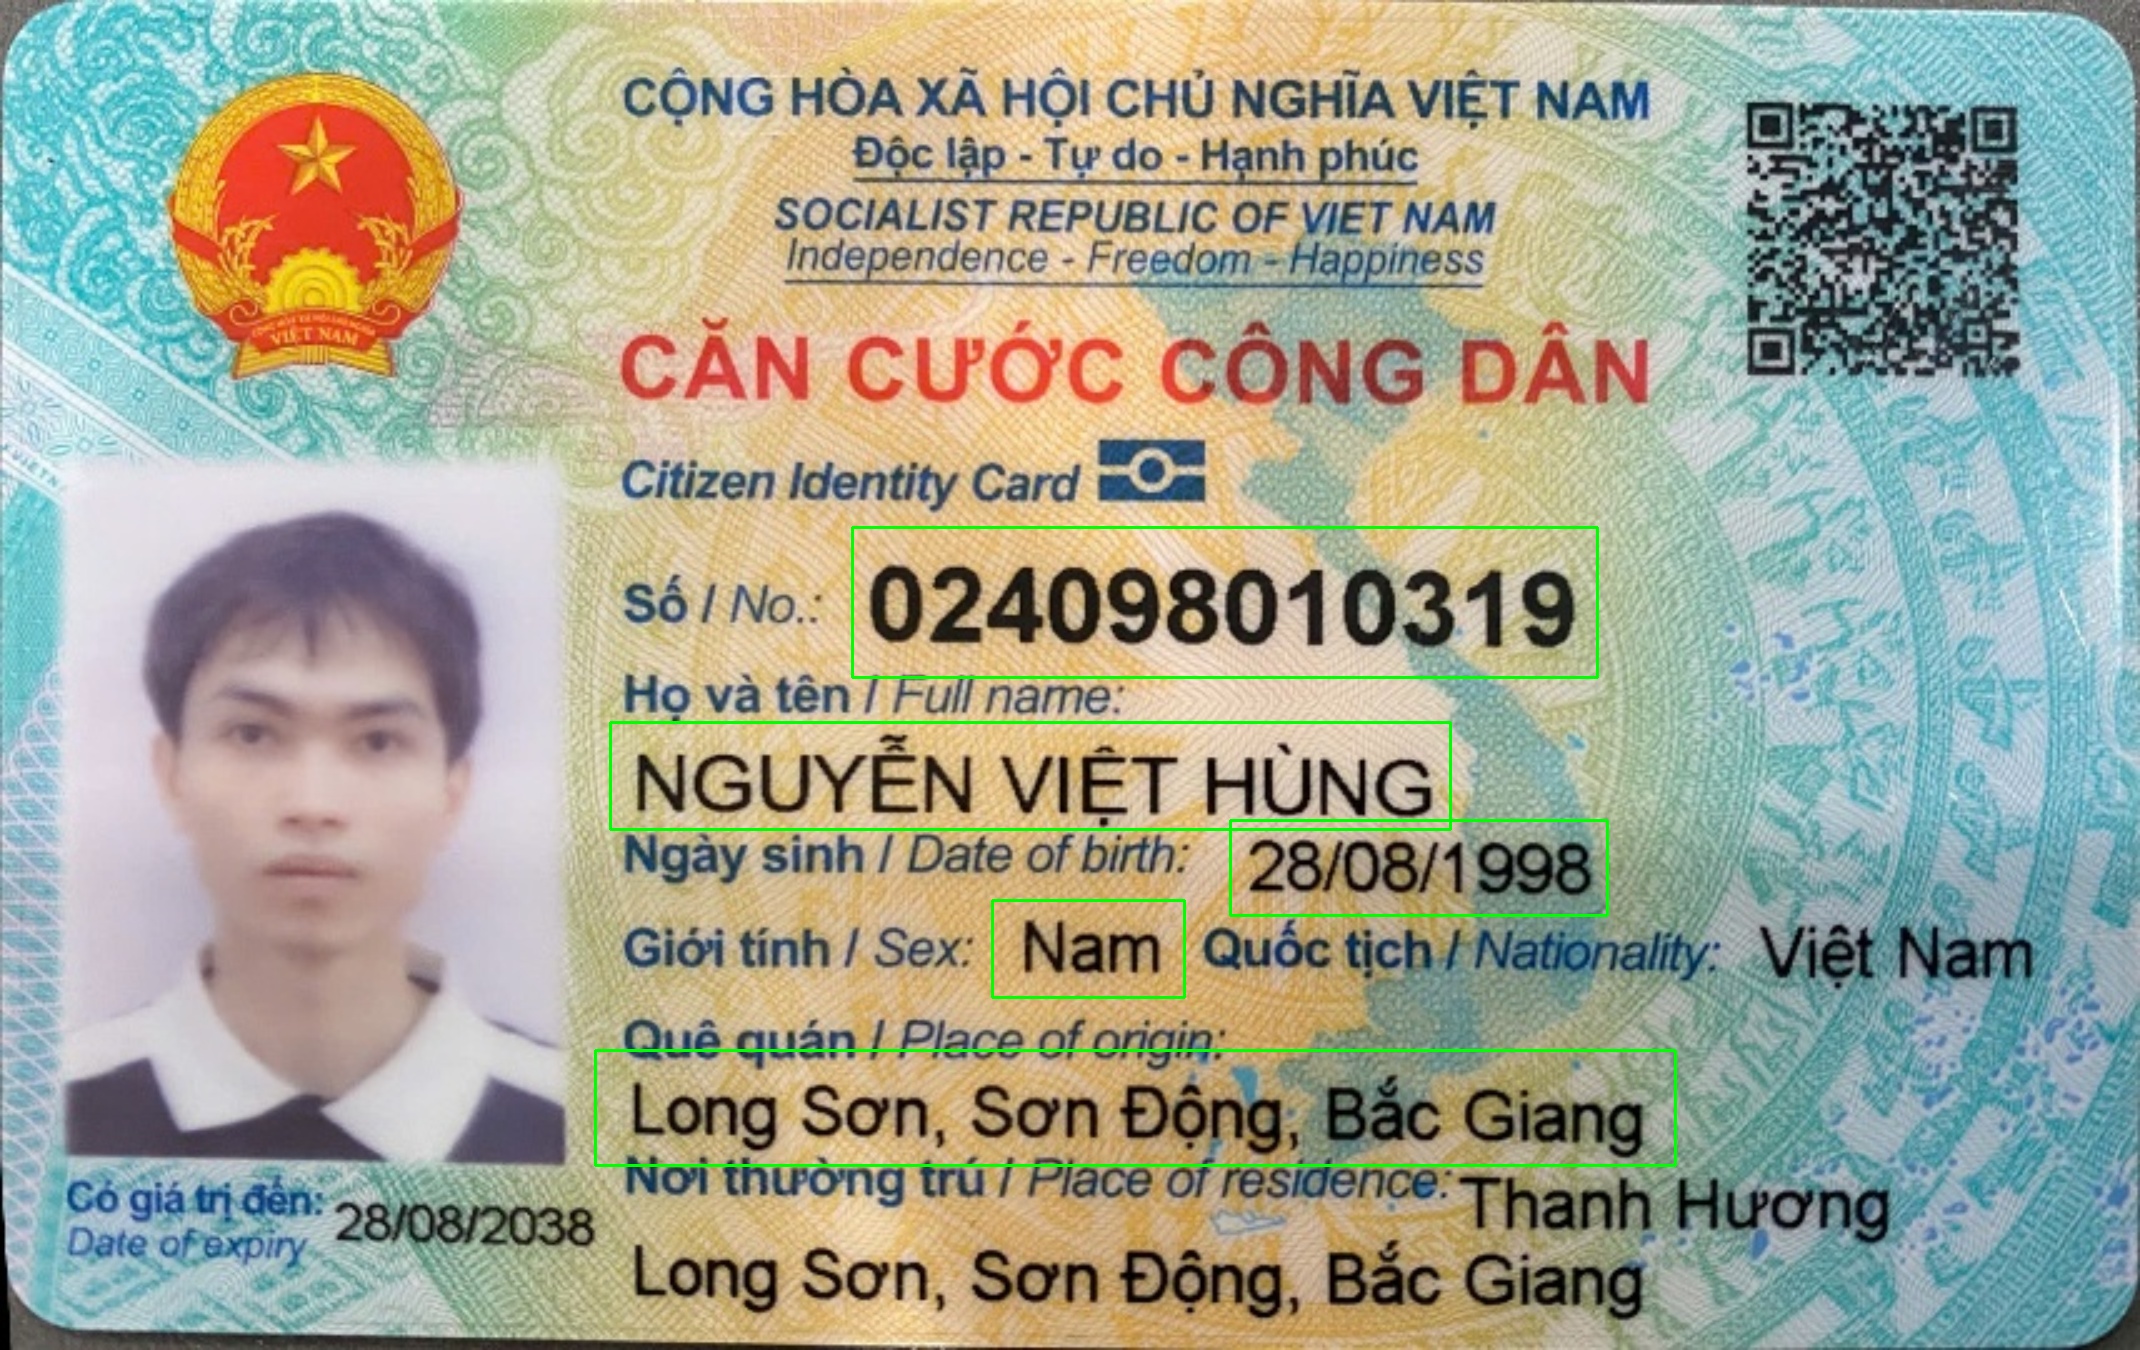 CỘNG HÒA XÃ HỘI CHỦ NGHĨA VIỆT NAM
Độc lập - Tự do - Hạnh phúc
SOCIALIST REPUBLIC OF VIET NAM
Independence - Freedom - Happiness
VIỆT NAM
CĂN CƯỚC CÔNG DÂN
Citizen Identity Card
Số / No.: 024098010319
Họ và tên / Full name:
NGUYỄN VIỆT HÙNG
Ngày sinh / Date of birth: 28/08/1998
Giới tính / Sex: Nam Quốc tịch / Nationality: Việt Nam
Quê quán / Place of origin:
Long Sơn, Sơn Động, Bắc Giang
Nơi thường trú / Place of residence: Thanh Hương
Long Sơn, Sơn Động, Bắc Giang
Có giá trị đến: 28/08/2038
Date of expiry